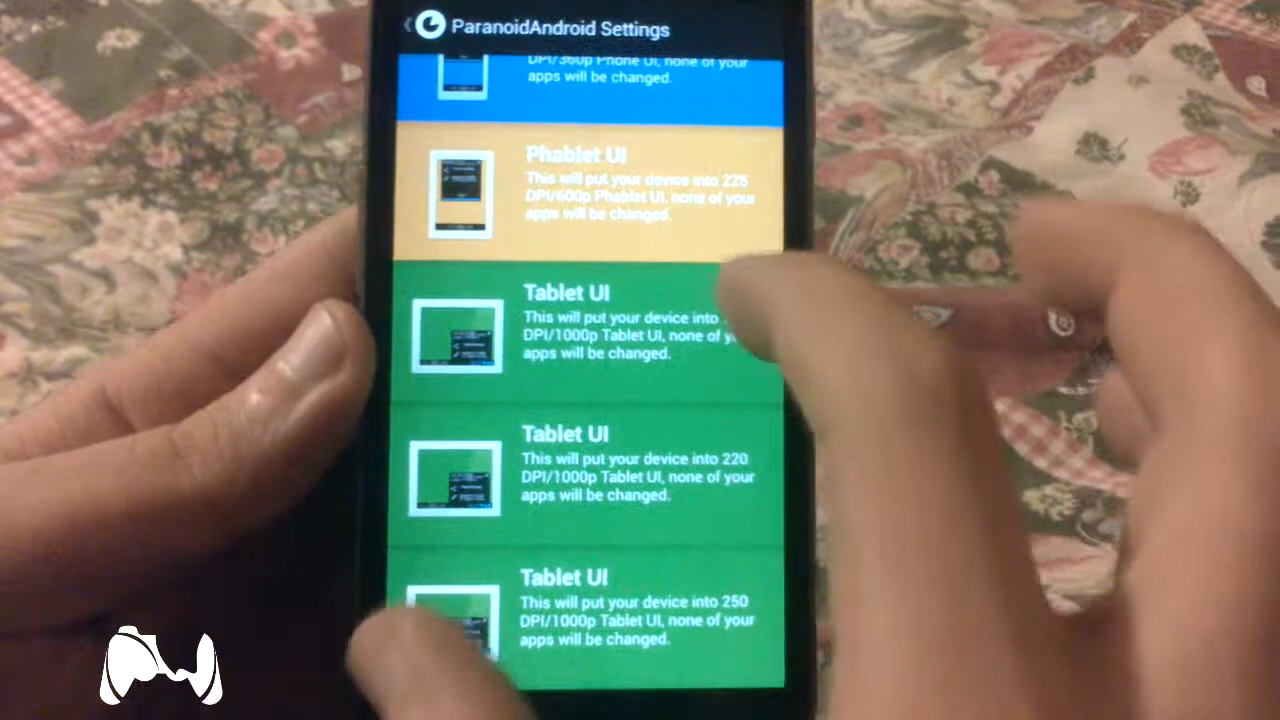 ParanoidAndroid Settings
DPI/360p Phone UI, none of your
apps will be changed.
Phablet UI
This will put your device into 225
DPI/600p Phablet UI, none of your
apps will be changed.
Tablet UI
This will put your device into
DPI/1000p Tablet UI, none of
apps will be changed.
Tablet UI
This will put your device into 220
DPI/1000p Tablet UI, none of your
apps will be changed.
Tablet UI
This will put your device into 250
DPI/1000p Tablet UI, none of your
apps will be changed.